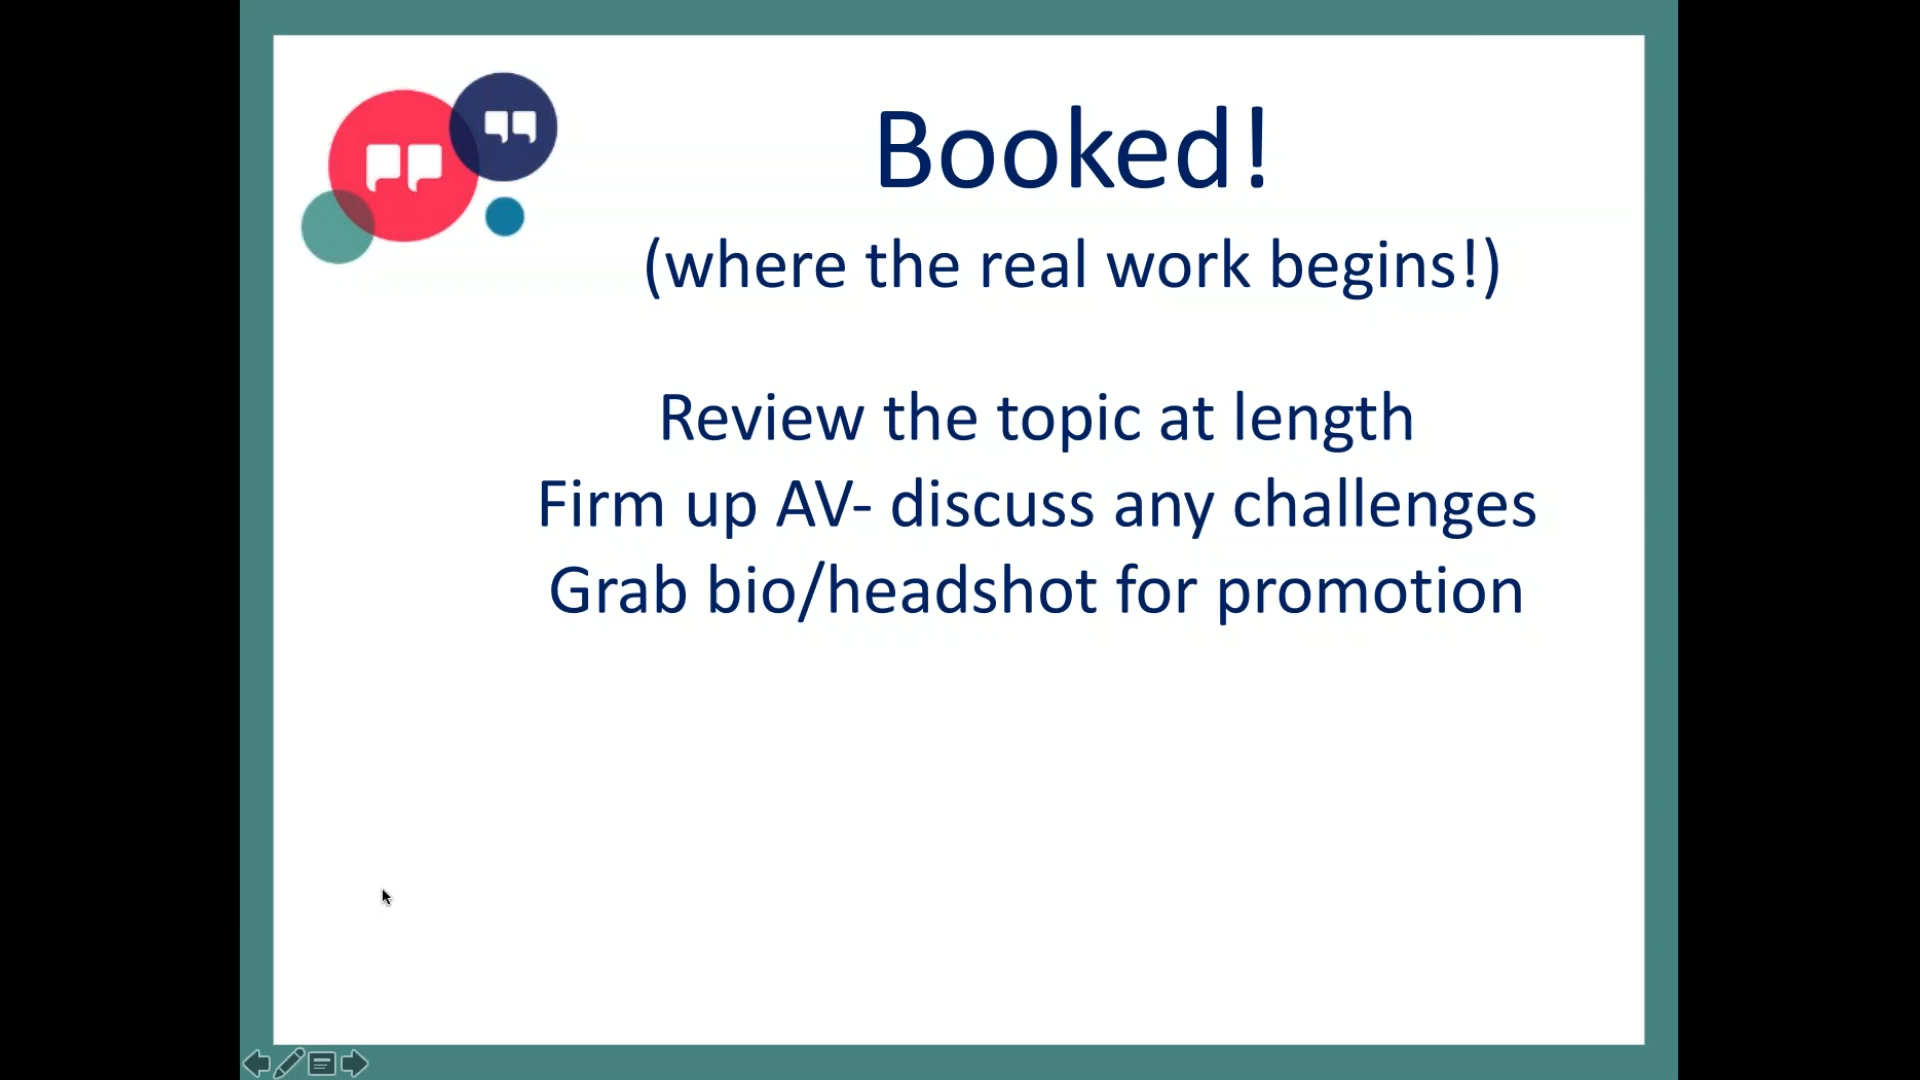 Booked!
(where the real work begins!)
Review the topic at length
Firm up AV- discuss any challenges
Grab bio/headshot for promotion